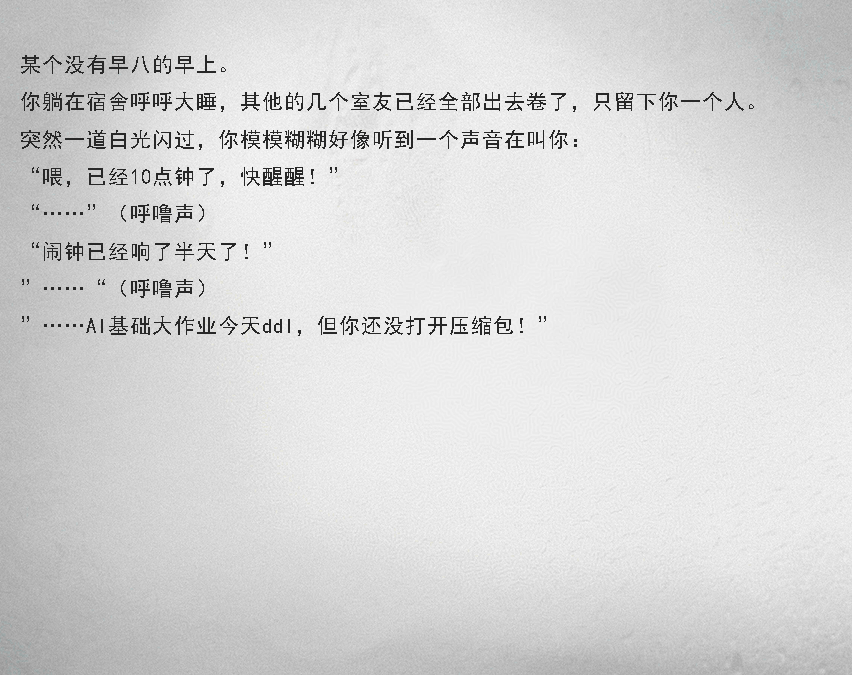 某个没有早八的早上。
你躺在宿舍呼呼大睡，其他的几个室友已经全部出去卷了，只留下你一个人。
突然一道白光闪过，你模模糊糊好像听到一个声音在叫你：
“喂，已经10点钟了，快醒醒！”
“……”（呼噜声）
“闹钟已经响了半天了！”
”……“（呼噜声）
”……AI基础大作业今天ddl，但你还没打开压缩包！”